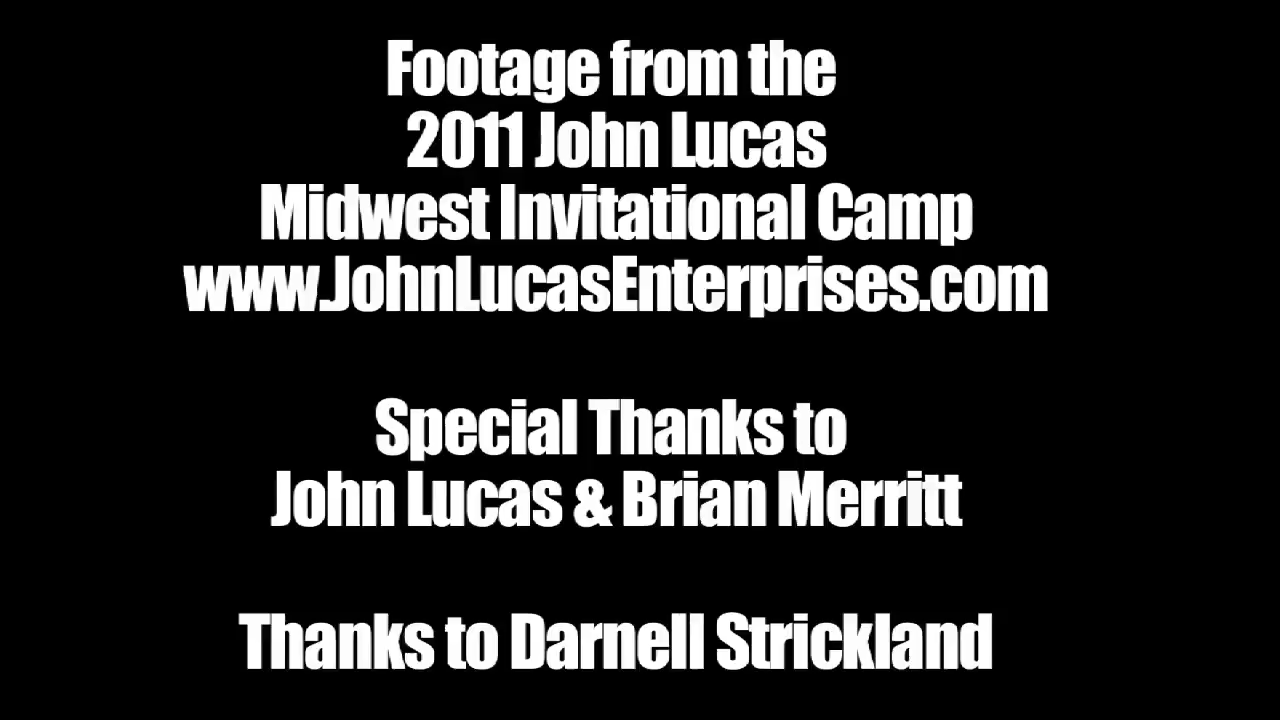 Footage from the
2011 John Lucas
Midwest Invitational Camp
www.JohnLucasEnterprises.com
Special Thanks to
John Lucas & Brian Merritt
Thanks to Darnell Strickland